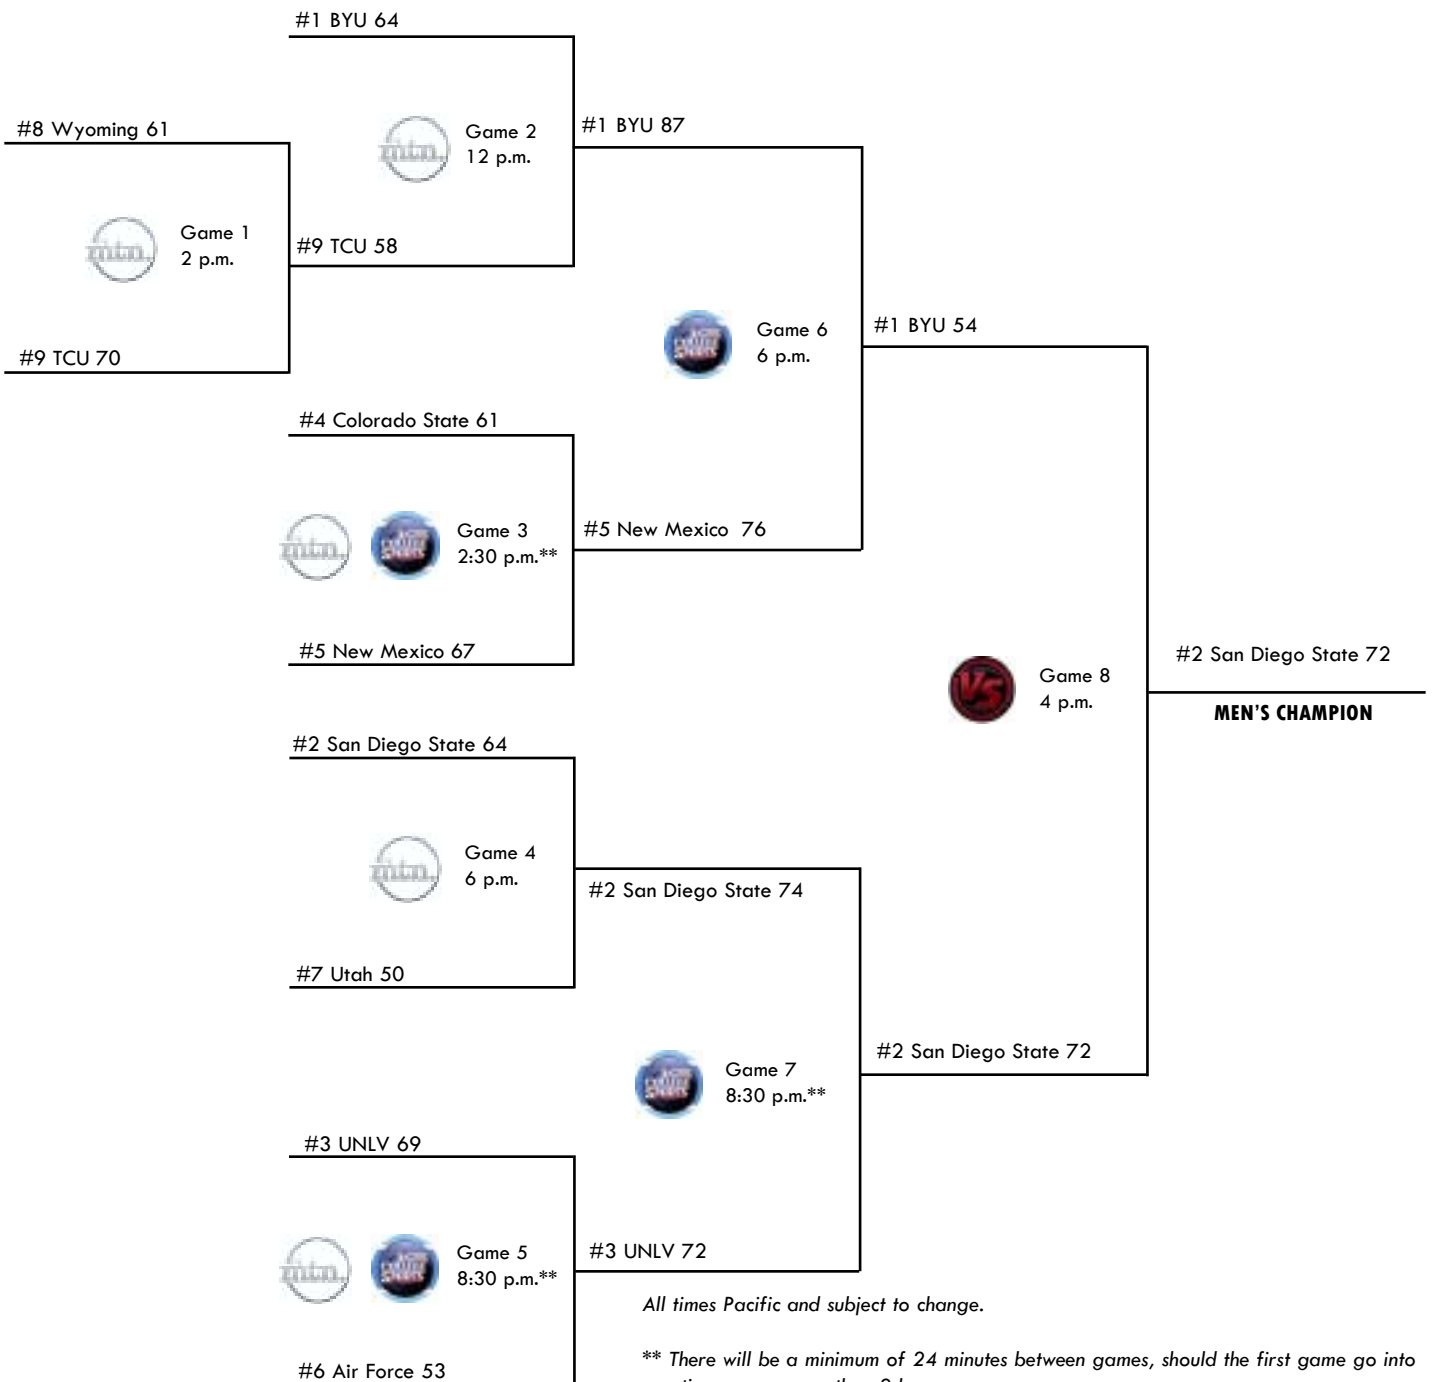 #1 BYU 64
#8 Wyoming 61
mtn.
Game 1
2 p.m.
#9 TCU 70
mtn.
Game 2
12 p.m.
#9 TCU 58
#1 BYU 87
Game 6
6 p.m.
#1 BYU 54
#4 Colorado State 61
mtn.
Game 3
2:30 p.m.**
#5 New Mexico 76
#5 New Mexico 67
VS
Game 8
4 p.m.
#2 San Diego State 72
MEN'S CHAMPION
#2 San Diego State 64
mtn.
Game 4
6 p.m.
#2 San Diego State 74
#7 Utah 50
Game 7
8:30 p.m.**
#2 San Diego State 72
#3 UNLV 69
mtn.
Game 5
8:30 p.m.**
#3 UNLV 72
#6 Air Force 53
All times Pacific and subject to change.
** There will be a minimum of 24 minutes between games, should the first game go into